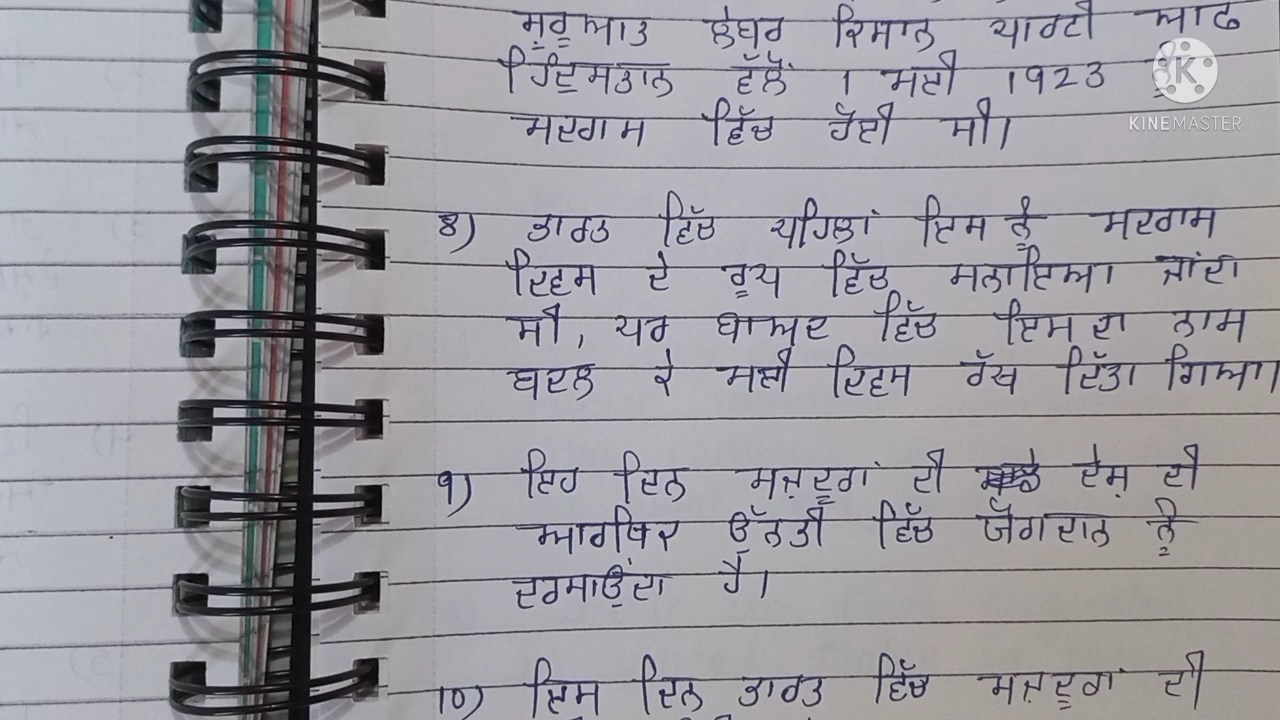 ਸ਼ੁਰੂਆਤ ਲੇਬਰ ਕਿਸਾਨ ਪਾਰਟੀ ਆਫ
ਹਿੰਦੁਸਤਾਨ ਵੱਲੋਂ 1 ਮਈ 1923 ਨੂੰ
ਮਦਰਾਸ ਵਿੱਚ ਹੋਈ ਸੀ।
8) ਭਾਰਤ ਵਿੱਚ ਪਹਿਲਾਂ ਇਸ ਨੂੰ ਮਦਰਾਸ
ਦਿਵਸ ਦੇ ਰੂਪ ਵਿੱਚ ਮਨਾਇਆ ਜਾਂਦਾ
ਸੀ, ਪਰ ਬਾਅਦ ਵਿੱਚ ਇਸ ਦਾ ਨਾਮ
ਬਦਲ ਕੇ ਮਈ ਦਿਵਸ ਰੱਖ ਦਿੱਤਾ ਗਿਆ।
9) ਇਹ ਦਿਨ ਮਜ਼ਦੂਰਾਂ ਦੀ ਦੇਸ਼ ਦੀ
ਆਰਥਿਕ ਉੱਨਤੀ ਵਿੱਚ ਯੋਗਦਾਨ ਨੂੰ
ਦਰਸਾਉਂਦਾ ਹੈ।
10) ਇਸ ਦਿਨ ਭਾਰਤ ਵਿੱਚ ਮਜ਼ਦੂਰਾਂ ਦੀ
K
KINEMASTER